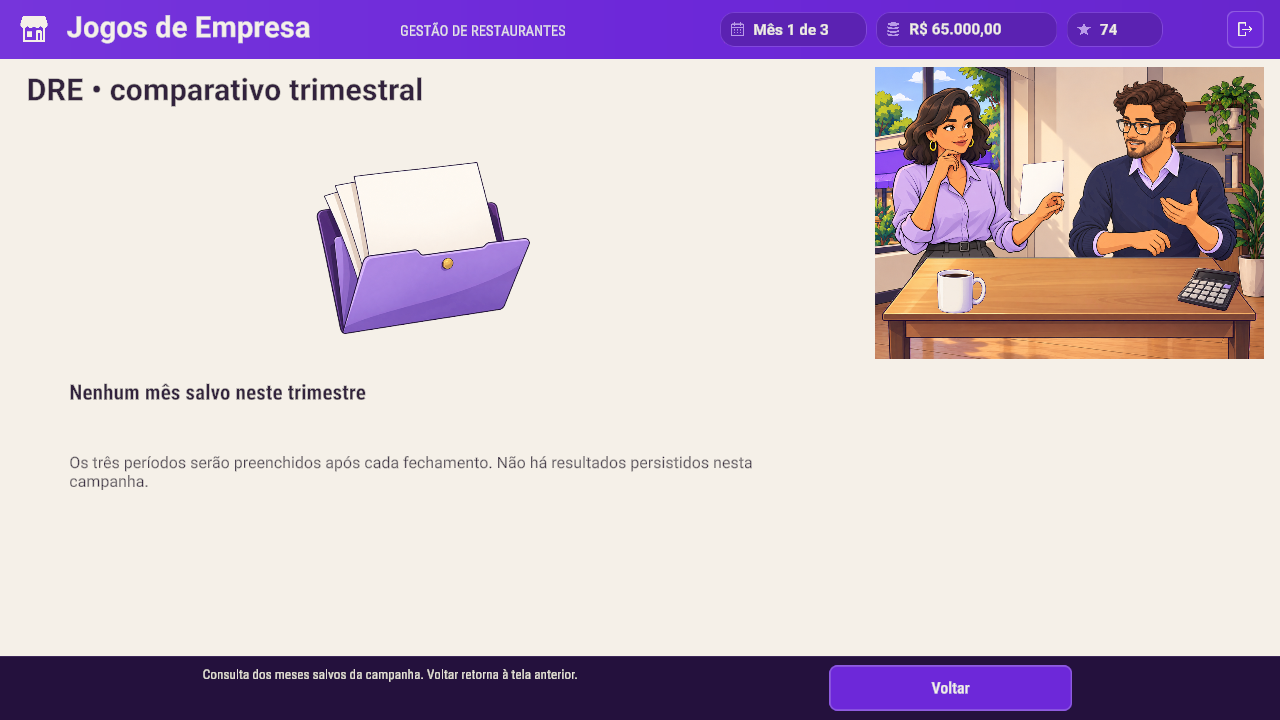 Jogos de Empresa
GESTÃO DE RESTAURANTES
Mês 1 de 3
R$ 65.000,00
74
DRE • comparativo trimestral
Nenhum mês salvo neste trimestre
Os três períodos serão preenchidos após cada fechamento. Não há resultados persistidos nesta
campanha.
Consulta dos meses salvos da campanha. Voltar retorna à tela anterior.
Voltar